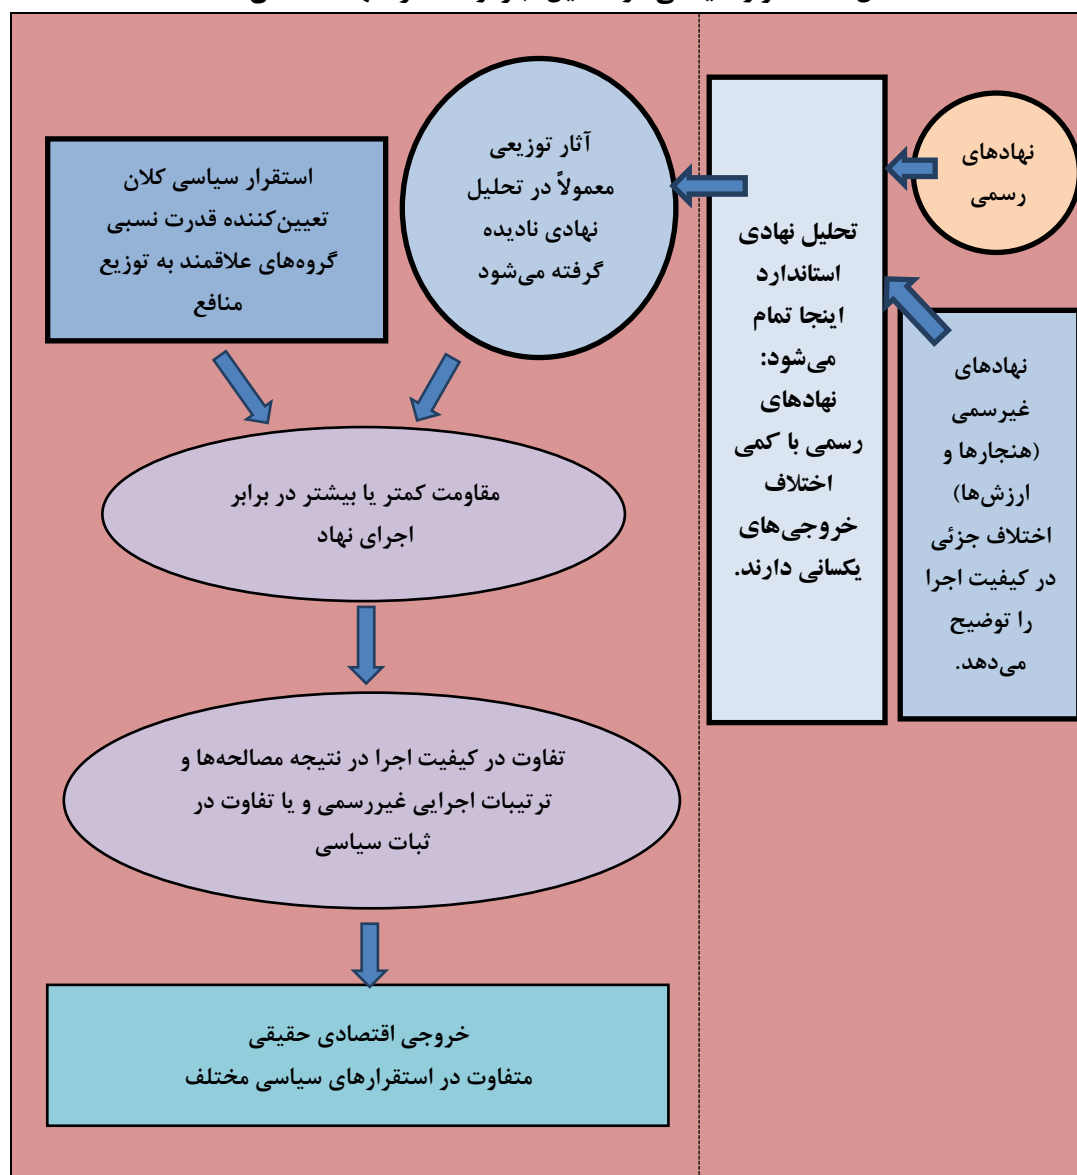 نهادهای
رسمی
نهادهای
غیررسمی
(هنجارها و
ارزش‌ها)
اختلاف جزئی
در کیفیت اجرا
را توضیح
می‌دهد.
تحلیل نهادی
استاندارد
اینجا تمام
می‌شود:
نهادهای
رسمی با کمی
اختلاف
خروجی‌های
یکسانی دارند.
آثار توزیعی
معمولاً در تحلیل
نهادی نادیده
گرفته می‌شود
استقرار سیاسی کلان
تعیین‌کننده قدرت نسبی
گروه‌های علاقمند به توزیع
منافع
مقاومت کمتر یا بیشتر در برابر
اجرای نهاد
تفاوت در کیفیت اجرا در نتیجه مصالحه‌ها و
ترتیبات اجرایی غیررسمی و یا تفاوت در
ثبات سیاسی
خروجی اقتصادی حقیقی
متفاوت در استقرارهای سیاسی مختلف